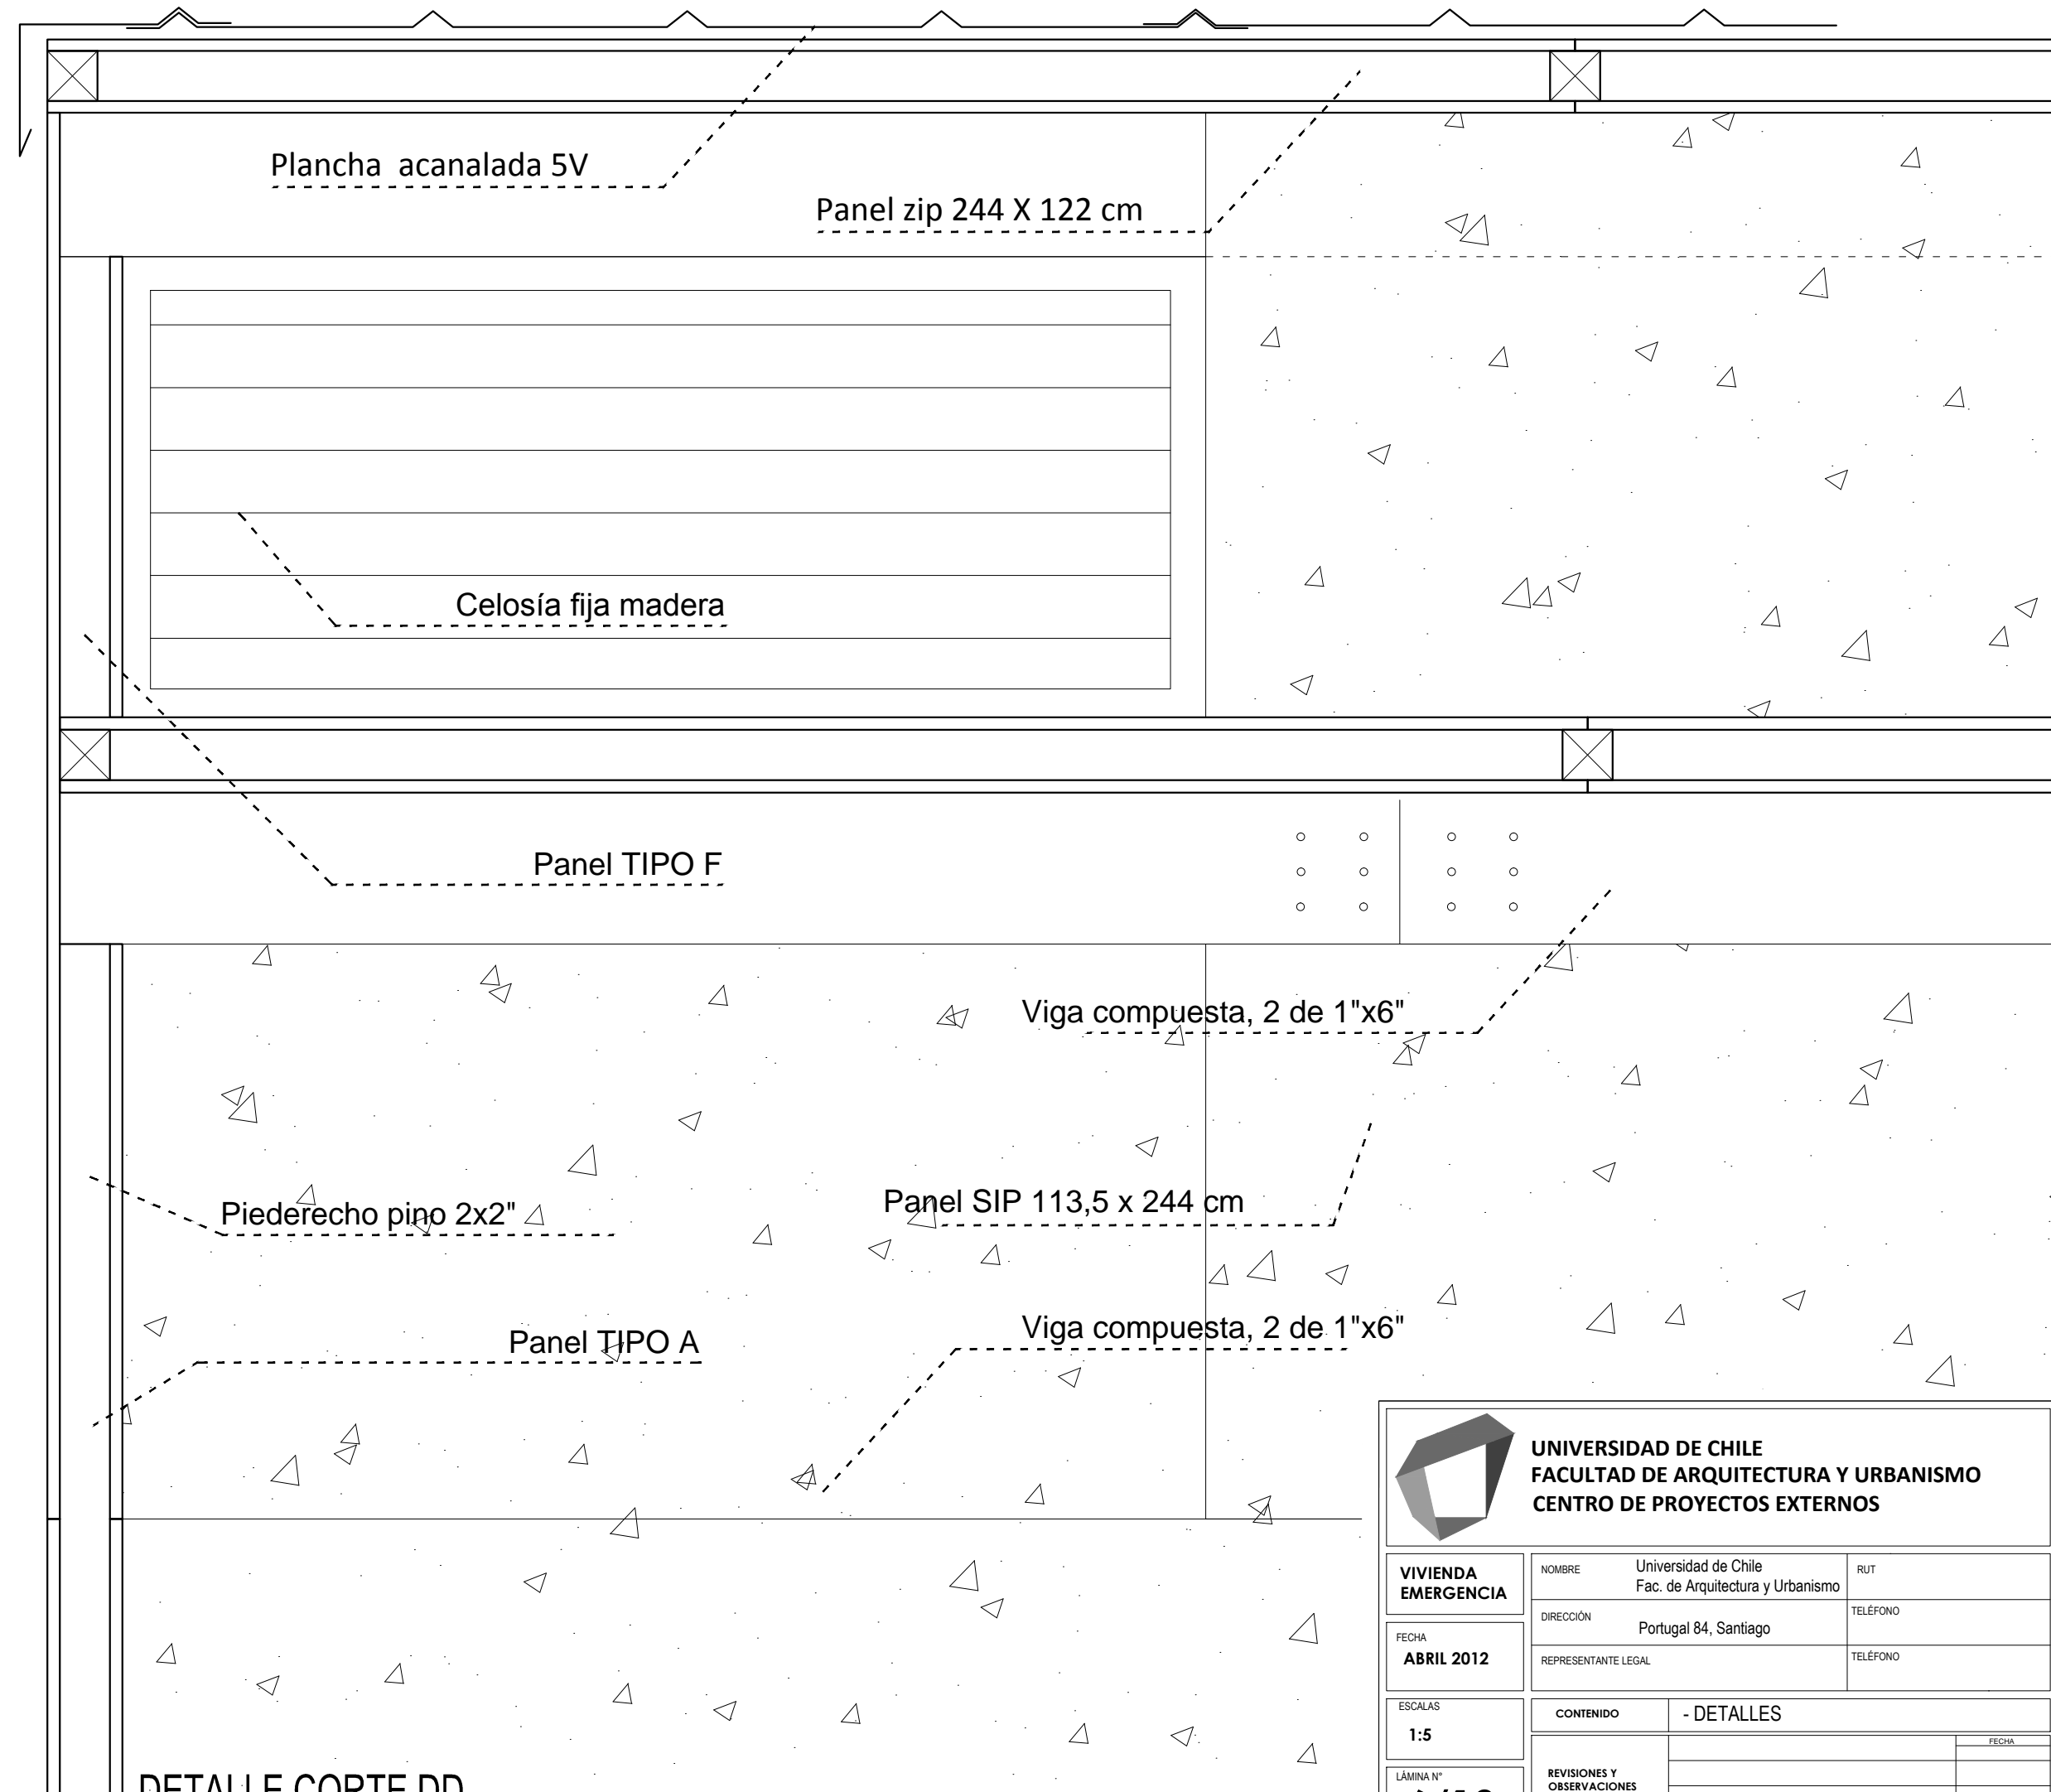 Plancha acanalada 5V
Panel zip 244 X 122 cm
Celosía fija madera
Panel TIPO F
Viga compuesta, 2 de 1"x6"
Piederecho pino 2x2"
Panel SIP 113,5 x 244 cm
Panel TIPO A
Viga compuesta, 2 de 1"x6"
UNIVERSIDAD DE CHILE
FACULTAD DE ARQUITECTURA Y URBANISMO
CENTRO DE PROYECTOS EXTERNOS
VIVIENDA
EMERGENCIA
NOMBRE
Universidad de Chile
Fac. de Arquitectura y Urbanismo
RUT
DIRECCIÓN
Portugal 84, Santiago
TELÉFONO
FECHA
ABRIL 2012
REPRESENTANTE LEGAL
TELÉFONO
ESCALAS
1:5
CONTENIDO
- DETALLES
FECHA
REVISIONES Y
OBSERVACIONES
LÁMINA N°
DETALLE CORTE DD